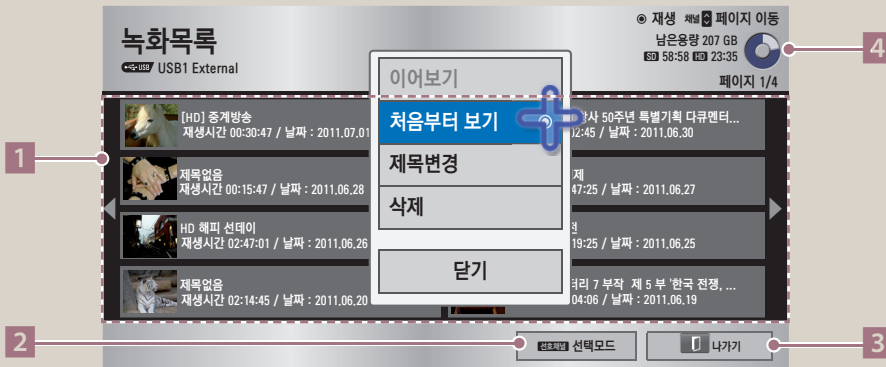 녹화목록
USB USB1 External
◉ 재생 채널 페이지 이동
남은용량 207 GB
SD 58:58 HD 23:35
페이지 1/4
4
이어보기
처음부터 보기
제목변경
삭제
닫기
1
[HD] 중계방송
재생시간 00:30:47 / 날짜 : 2011.07.01
제목없음
재생시간 00:15:47 / 날짜 : 2011.06.28
HD 해피 선데이
재생시간 02:47:01 / 날짜 : 2011.06.26
제목없음
재생시간 02:14:45 / 날짜 : 2011.06.20
50주년 특별기획 다큐멘터...
:45 / 날짜 : 2011.06.30
제
47:25 / 날짜 : 2011.06.27
19:25 / 날짜 : 2011.06.25
7 부작 제 5 부 '한국 전쟁, ...
04:06 / 날짜 : 2011.06.19
2
선호채널 선택모드
나가기
3